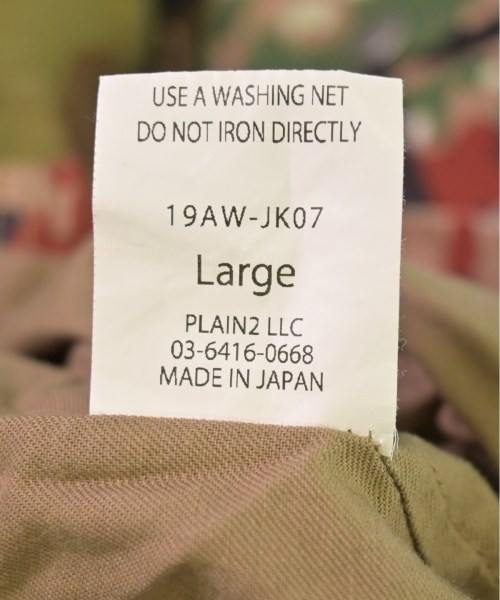 USE A WASHING NET
DO NOT IRON DIRECTLY
19AW-JK07
Large
PLAIN2 LLC
03-6416-0668
MADE IN JAPAN